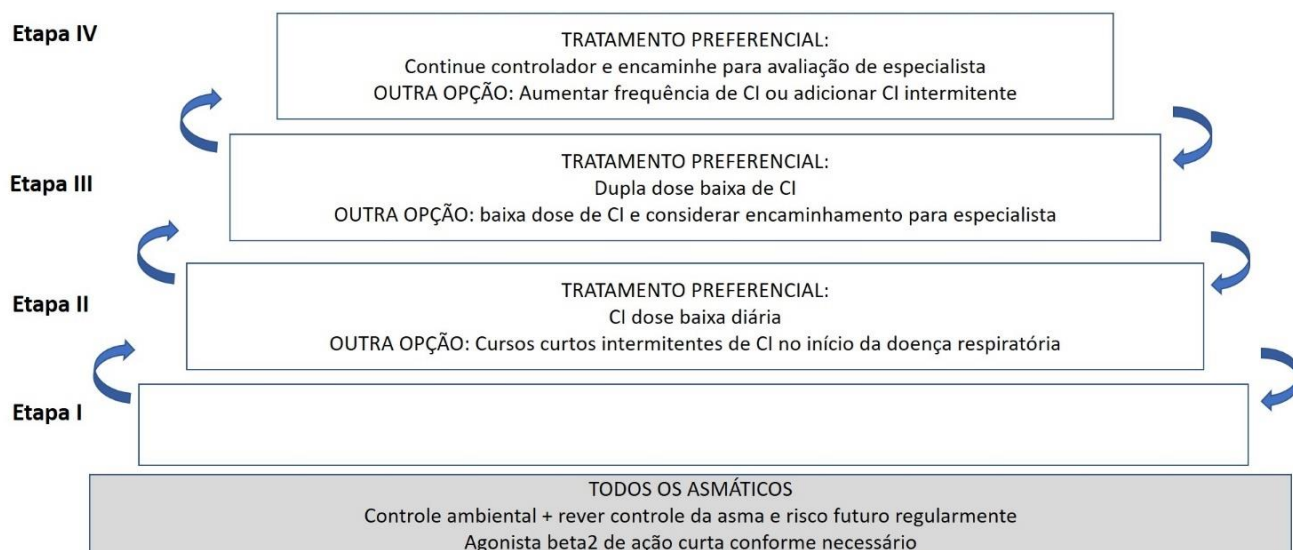 Etapa IV
TRATAMENTO PREFERENCIAL:
Continue controlador e encaminhe para avaliação de especialista
OUTRA OPÇÃO: Aumentar frequência de CI ou adicionar CI intermitente
Etapa III
TRATAMENTO PREFERENCIAL:
Dupla dose baixa de CI
OUTRA OPÇÃO: baixa dose de CI e considerar encaminhamento para especialista
Etapa II
TRATAMENTO PREFERENCIAL:
CI dose baixa diária
OUTRA OPÇÃO: Cursos curtos intermitentes de CI no início da doença respiratória
Etapa I
TODOS OS ASMÁTICOS
Controle ambiental + rever controle da asma e risco futuro regularmente
Agonista beta2 de ação curta conforme necessário